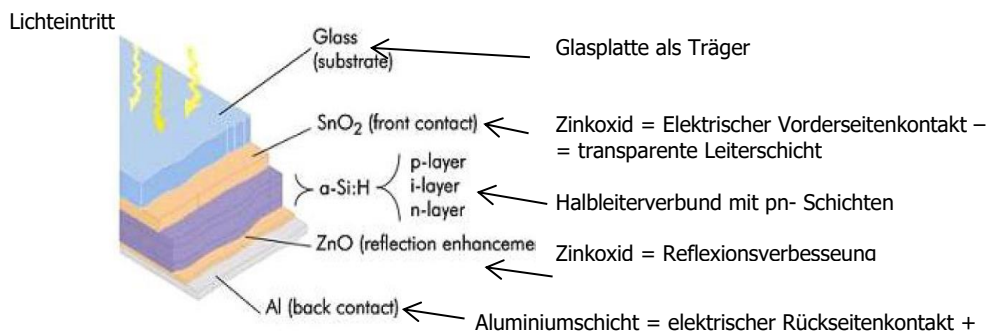 Lichteintritt
Glass
(substrate)
Glasplatte als Träger
SnO₂ (front contact)
Zinkoxid = Elektrischer Vorderseitenkontakt –
= transparente Leiterschicht
a-Si:H
p-layer
i-layer
n-layer
Halbleiterverbund mit pn- Schichten
ZnO (reflection enhanceme
Zinkoxid = Reflexionsverbesseung
Al (back contact)
Aluminiumschicht = elektrischer Rückseitenkontakt +